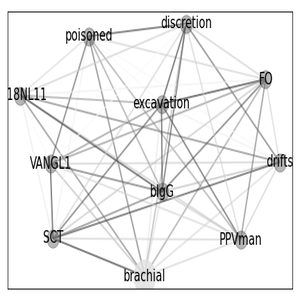 discretion
poisoned
FO
18NL11
excavation
VANGL1
drifts
bIgG
SCT
PPVman
brachial